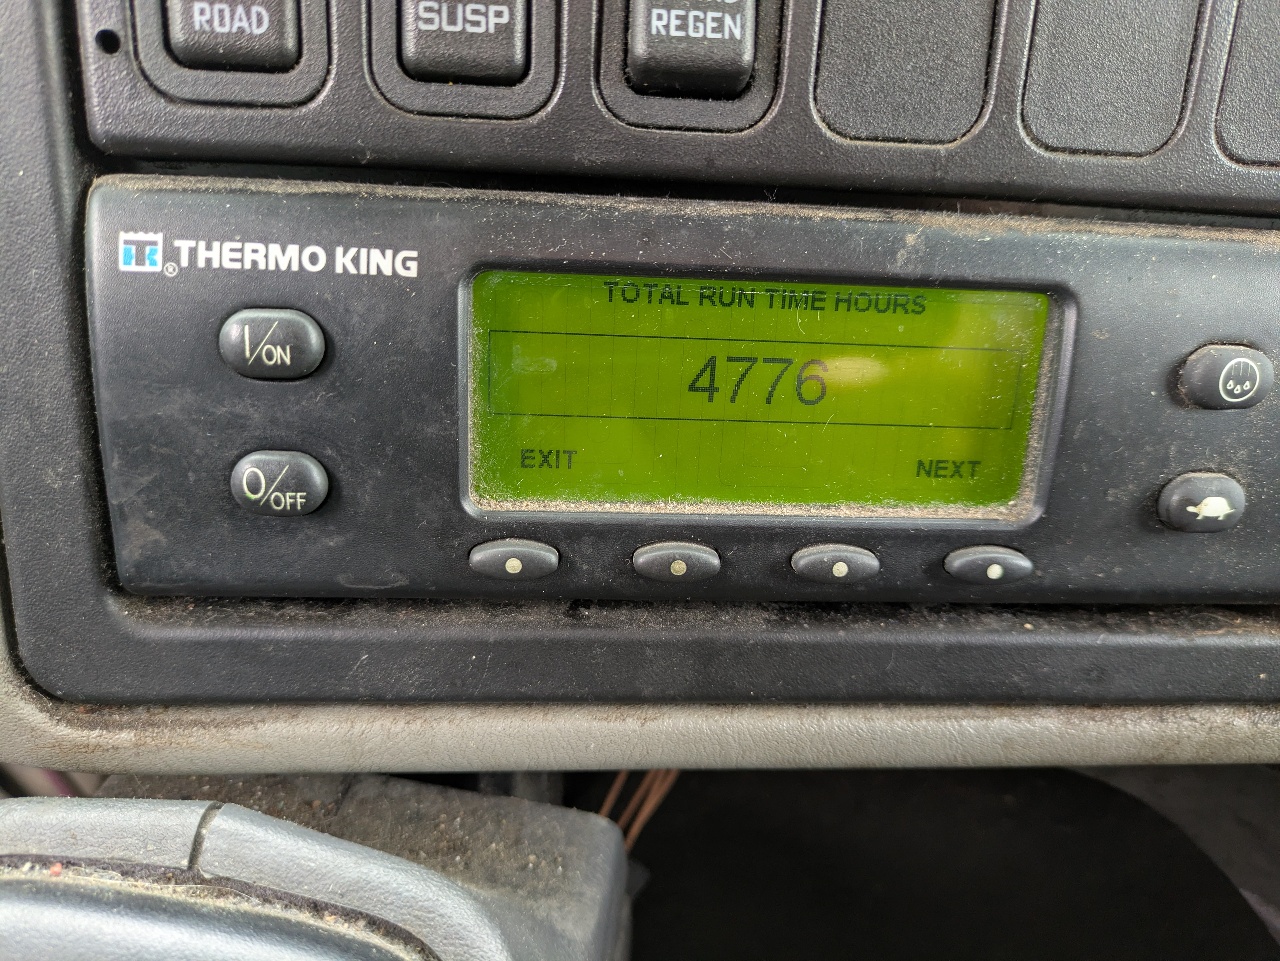 ROAD
SUSP
REGEN
THERMO KING
TOTAL RUN TIME HOURS
4776
I/ON
EXIT
NEXT
O/OFF